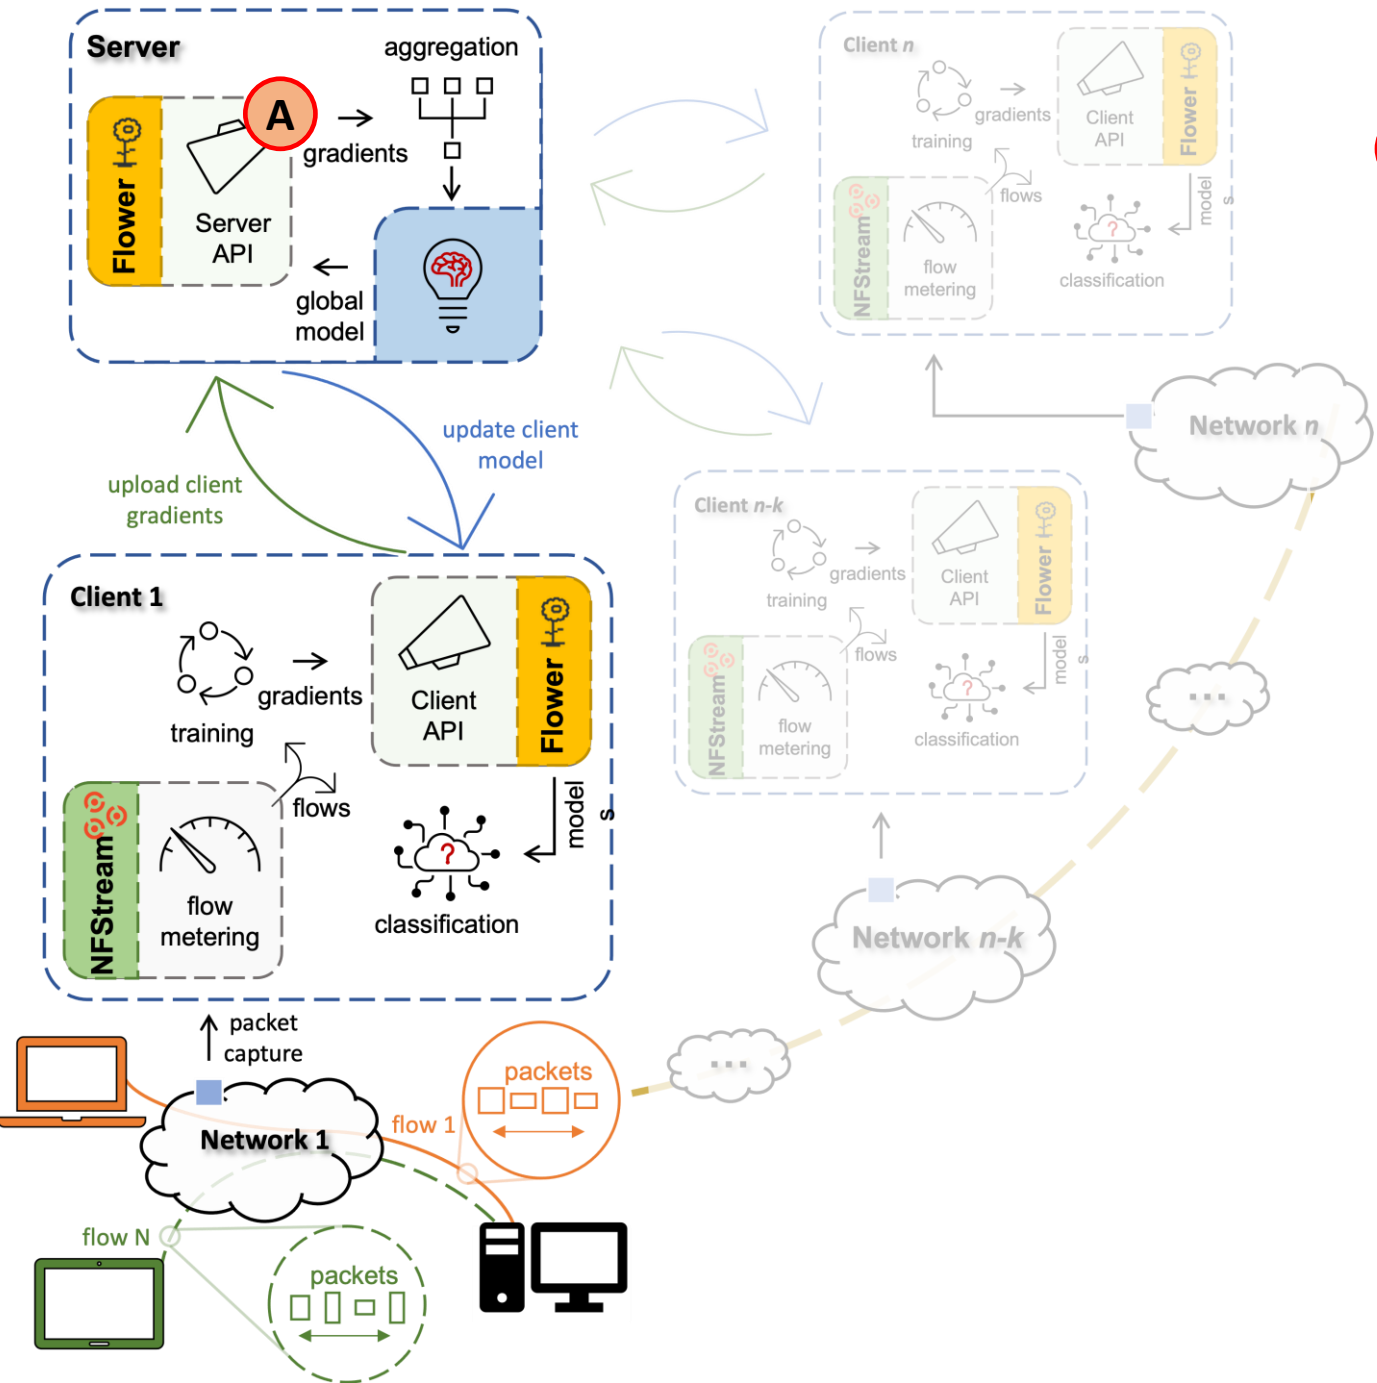 Server
aggregation
A
gradients
Flower
Server
API
global
model
update client
model
upload client
gradients
Client 1
training
gradients
Client
API
Flower
flows
model
s
NFStream
flow
metering
?
classification
packet
capture
Network 1
flow 1
packets
flow N
packets
Client n
training
gradients
Client
API
Flower
flows
model
s
NFStream
flow
metering
?
classification
Network n
Client n-k
training
gradients
Client
API
Flower
flows
model
s
NFStream
flow
metering
?
classification
...
Network n-k
...